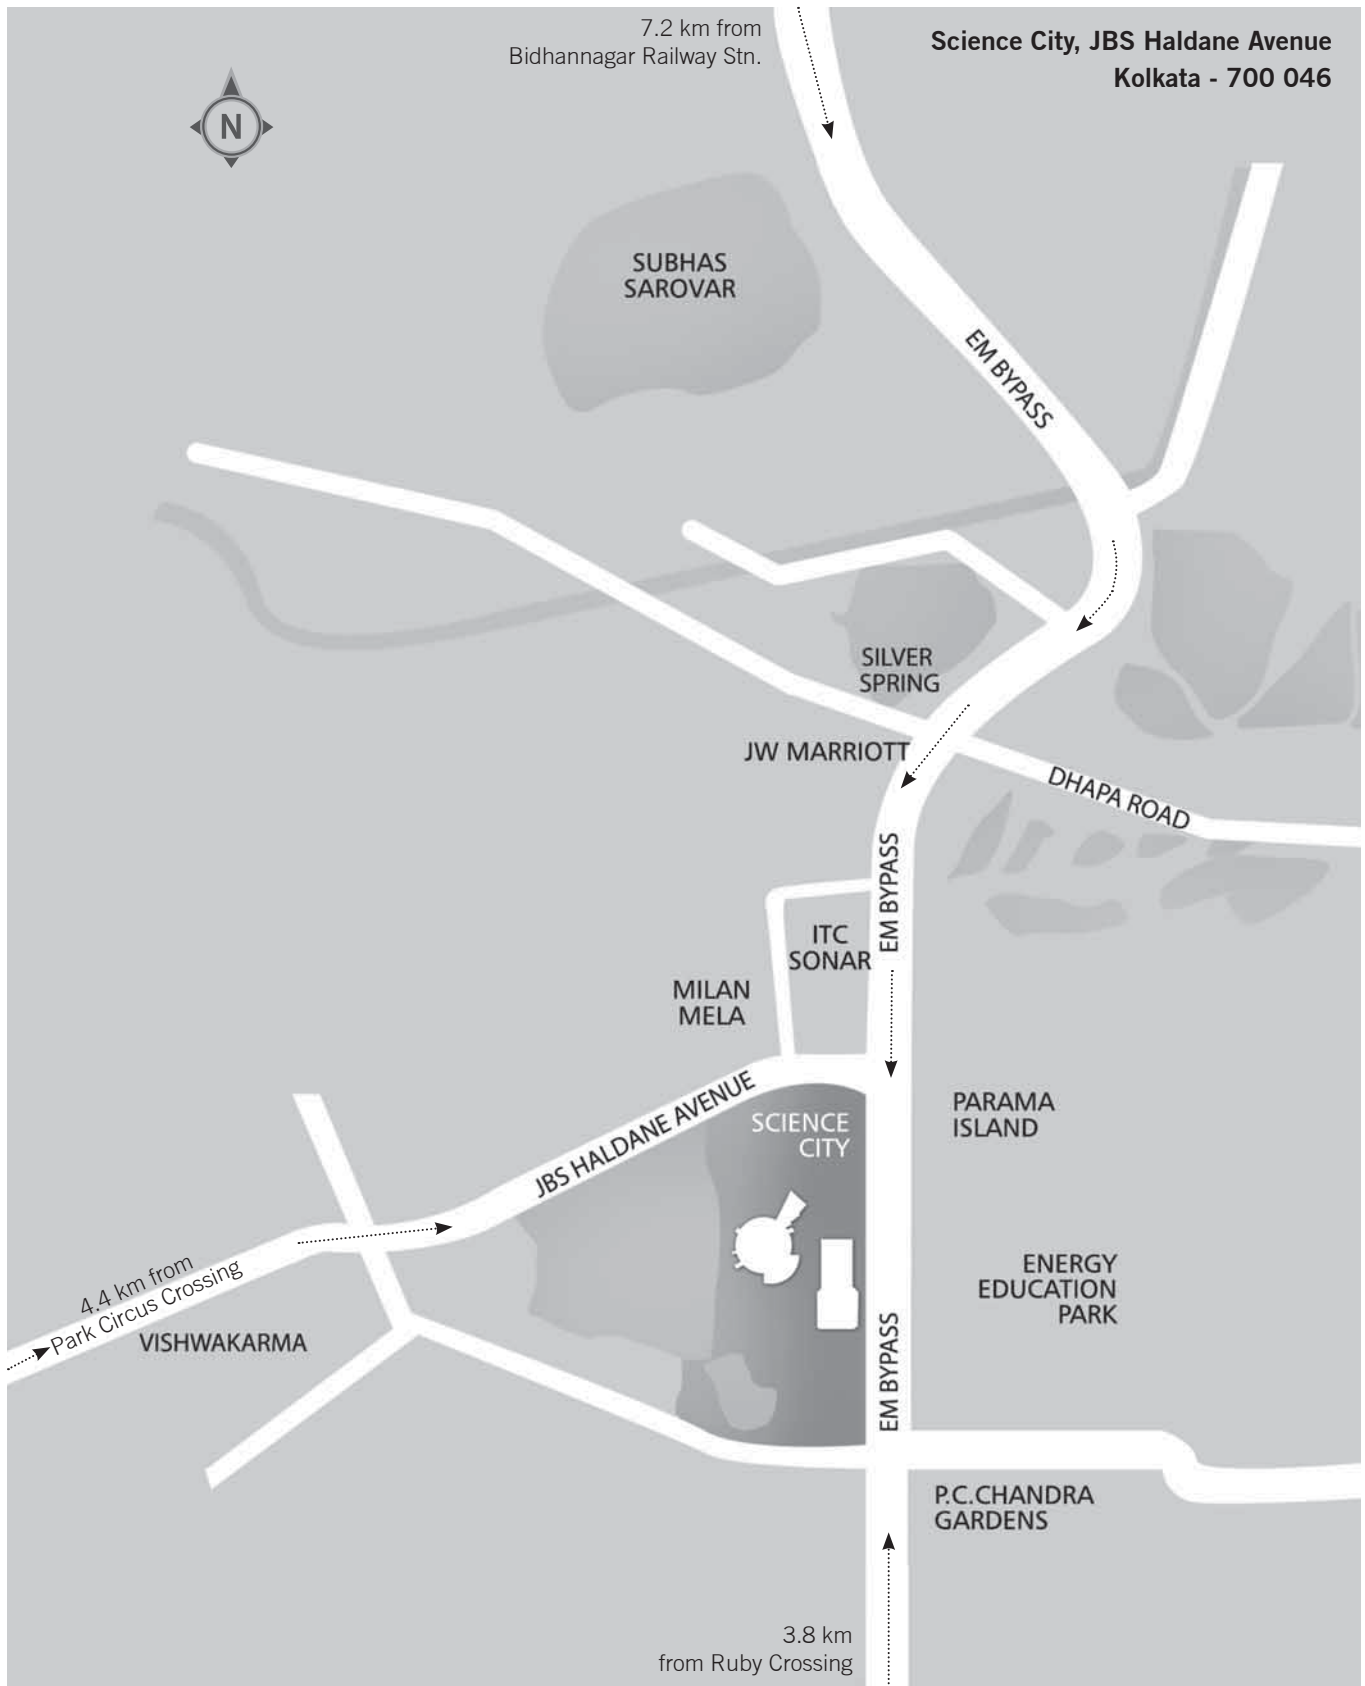 7.2 km from
Bidhannagar Railway Stn.
Science City, JBS Haldane Avenue
Kolkata - 700 046
N
SUBHAS
SAROVAR
EM BYPASS
SILVER
SPRING
JW MARRIOTT
DHAPA ROAD
EM BYPASS
ITC
SONAR
MILAN
MELA
JBS HALDANE AVENUE
SCIENCE
CITY
PARAMA
ISLAND
ENERGY
EDUCATION
PARK
4.4 km from
Park Circus Crossing
VISHWAKARMA
EM BYPASS
P.C.CHANDRA
GARDENS
3.8 km
from Ruby Crossing